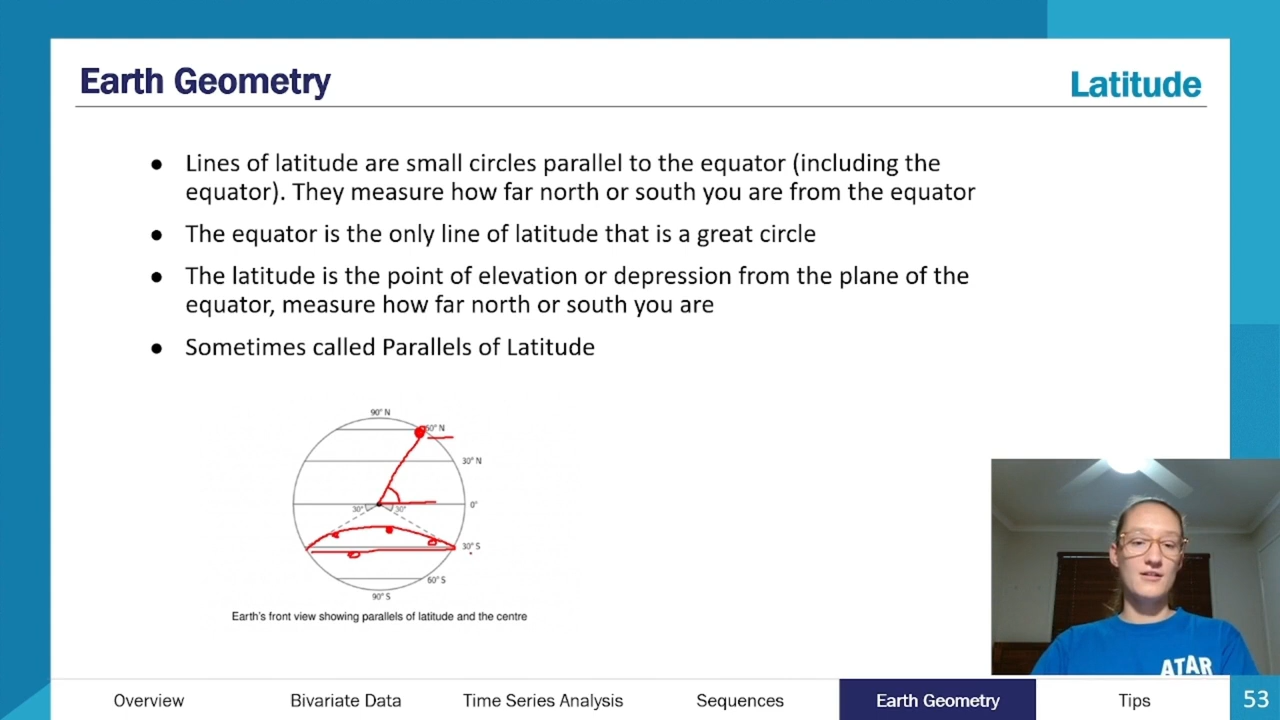 Earth Geometry
Latitude
● Lines of latitude are small circles parallel to the equator (including the
equator). They measure how far north or south you are from the equator
● The equator is the only line of latitude that is a great circle
● The latitude is the point of elevation or depression from the plane of the
equator, measure how far north or south you are
● Sometimes called Parallels of Latitude
90° N
60° N
30° N
0°
30° 30°
30° S
60° S
90° S
Earth's front view showing parallels of latitude and the centre
ATAR
Overview Bivariate Data Time Series Analysis Sequences Earth Geometry Tips 53